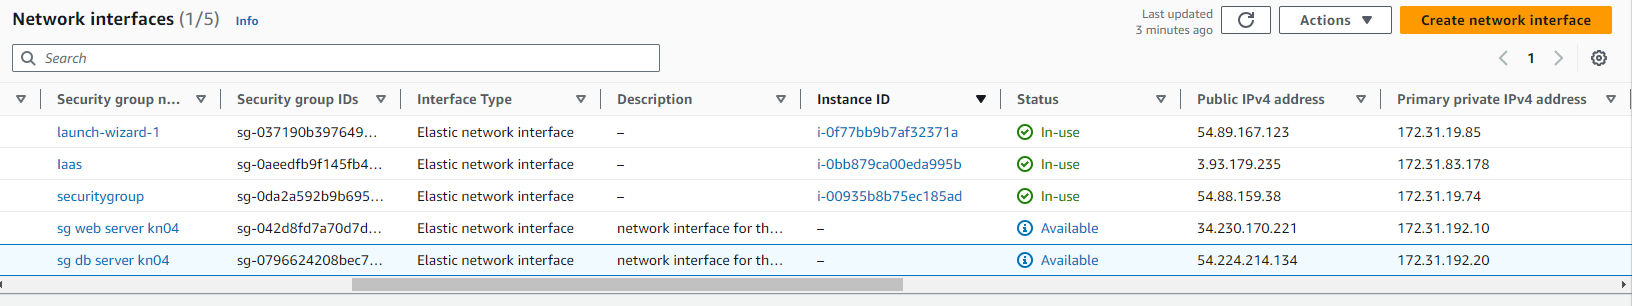 Network interfaces (1/5) Info
Last updated
3 minutes ago
Actions
Create network interface
Search
1
Security group n... Security group IDs Interface Type Description Instance ID Status Public IPv4 address Primary private IPv4 address
launch-wizard-1 sg-037190b397649... Elastic network interface – i-0f77bb9b7af32371a In-use 54.89.167.123 172.31.19.85
Iaas sg-0aeedfb9f145fb4... Elastic network interface – i-0bb879ca00eda995b In-use 3.93.179.235 172.31.83.178
securitygroup sg-0da2a592b9b695... Elastic network interface – i-00935b8b75ec185ad In-use 54.88.159.38 172.31.19.74
sg web server kn04 sg-042d8fd7a70d7d... Elastic network interface network interface for th... – Available 34.230.170.221 172.31.192.10
sg db server kn04 sg-0796624208bec7... Elastic network interface network interface for th... – Available 54.224.214.134 172.31.192.20